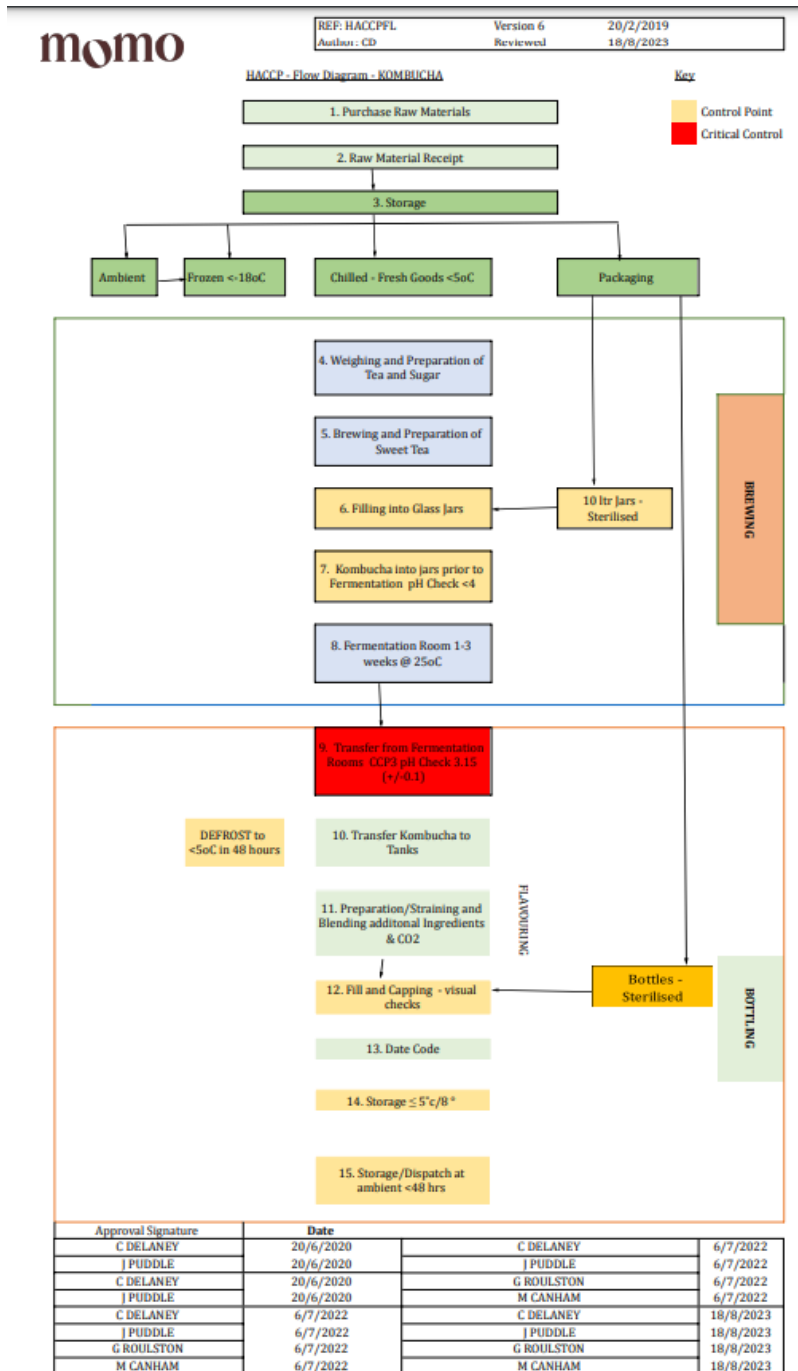 momo
REF: HACCPFL Version 6 20/2/2019
Author: CD Reviewed 18/8/2023
HACCP - Flow Diagram - KOMBUCHA
Key
Control Point
Critical Control
1. Purchase Raw Materials
2. Raw Material Receipt
3. Storage
Ambient
Frozen <-18oC
Chilled - Fresh Goods <5oC
Packaging
4. Weighing and Preparation of
Tea and Sugar
5. Brewing and Preparation of
Sweet Tea
6. Filling into Glass Jars
10 ltr Jars -
Sterilised
BREWING
7. Kombucha into jars prior to
Fermentation pH Check <4
8. Fermentation Room 1-3
weeks @ 25oC
9. Transfer from Fermentation
Rooms CCP3 pH Check 3.15
(+/-0.1)
DEFROST to
<5oC in 48 hours
10. Transfer Kombucha to
Tanks
11. Preparation/Straining and
Blending additonal Ingredients
& CO2
FLAVOURING
12. Fill and Capping - visual
checks
Bottles -
Sterilised
BOTTLING
13. Date Code
14. Storage ≤ 5°c/8 °
15. Storage/Dispatch at
ambient <48 hrs
Approval Signature Date
C DELANEY 20/6/2020 C DELANEY 6/7/2022
J PUDDLE 20/6/2020 J PUDDLE 6/7/2022
C DELANEY 20/6/2020 G ROULSTON 6/7/2022
J PUDDLE 20/6/2020 M CANHAM 6/7/2022
C DELANEY 6/7/2022 C DELANEY 18/8/2023
J PUDDLE 6/7/2022 J PUDDLE 18/8/2023
G ROULSTON 6/7/2022 G ROULSTON 18/8/2023
M CANHAM 6/7/2022 M CANHAM 18/8/2023